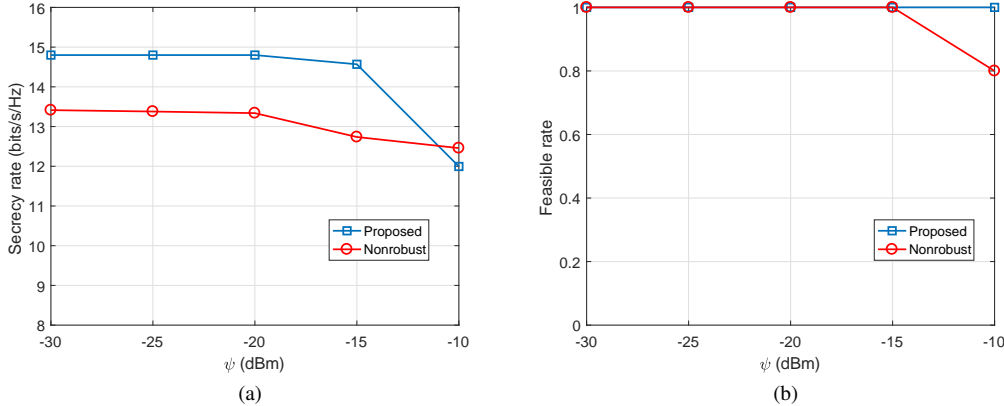 16
15
14
13
12
11
10
9
8
Secrecy rate (bits/s/Hz)
Proposed
Nonrobust
-30
-25
-20
-15
-10
ψ (dBm)
(a)
1
0.8
0.6
0.4
0.2
0
Feasible rate
Proposed
Nonrobust
-30
-25
-20
-15
-10
ψ (dBm)
(b)